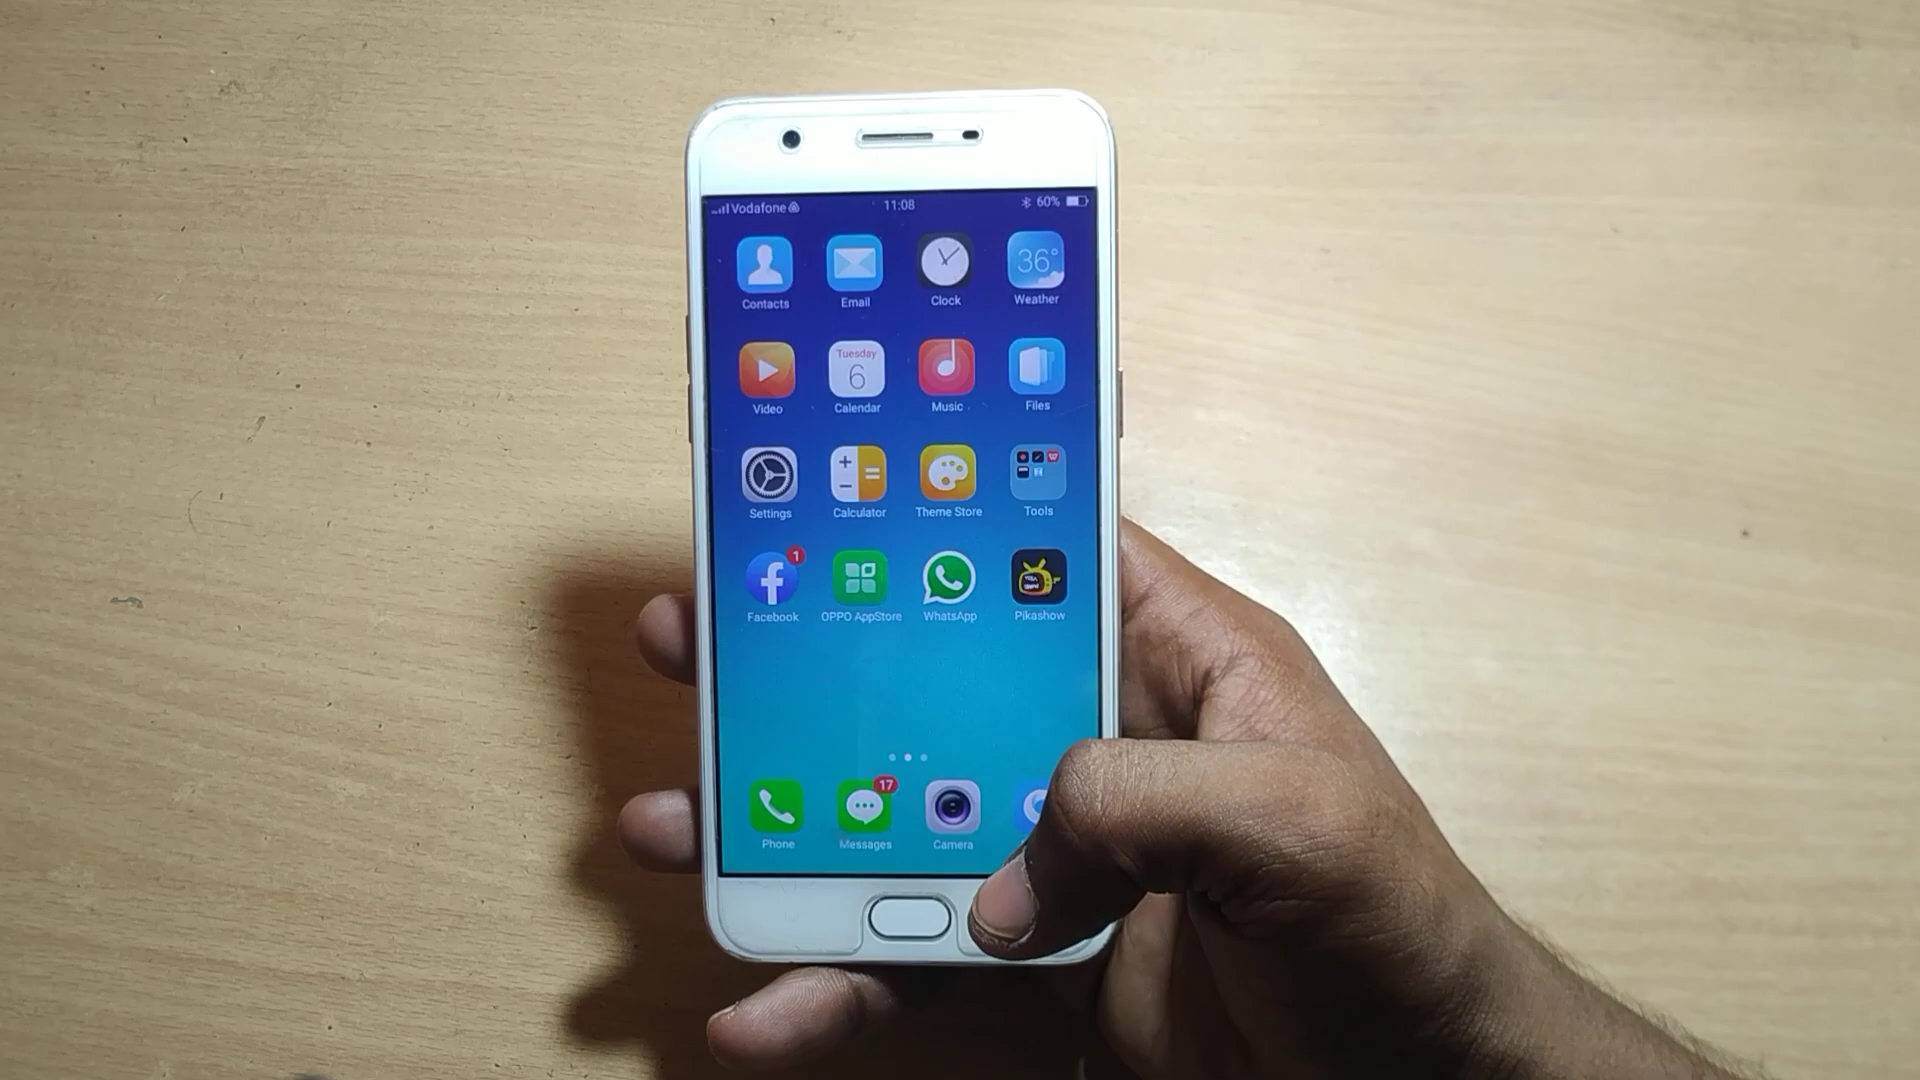 Vodafone 11:08 60%
36°
Contacts Email Clock Weather
Tuesday
6
Video Calendar Music Files
Settings Calculator Theme Store Tools
1
Facebook OPPO AppStore WhatsApp Pikashow
17
Phone Messages Camera